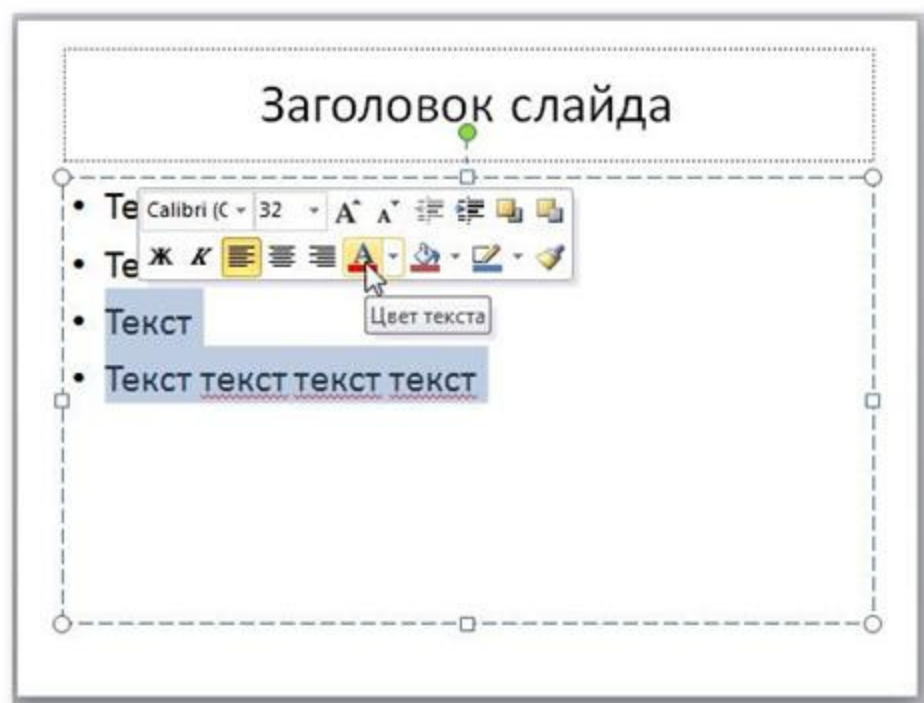 Заголовок слайда
• Те
Calibri (С 32 A A
• Те
Ж К A
• Текст
Цвет текста
• Текст текст текст текст